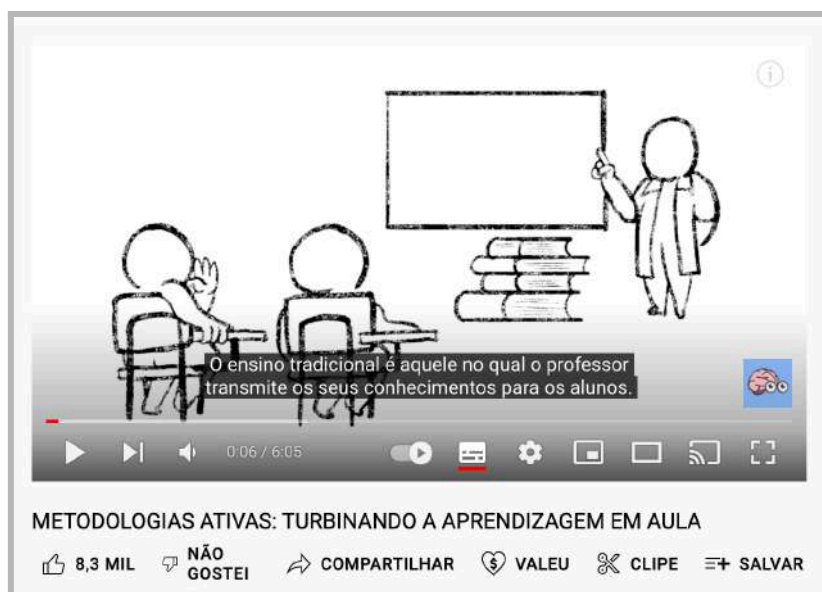 O ensino tradicional é aquele no qual o professor
transmite os seus conhecimentos para os alunos.
0:06 / 6:05
METODOLOGIAS ATIVAS: TURBINANDO A APRENDIZAGEM EM AULA
8,3 MIL NÃO GOSTEI COMPARTILHAR VALEU CLIPE SALVAR